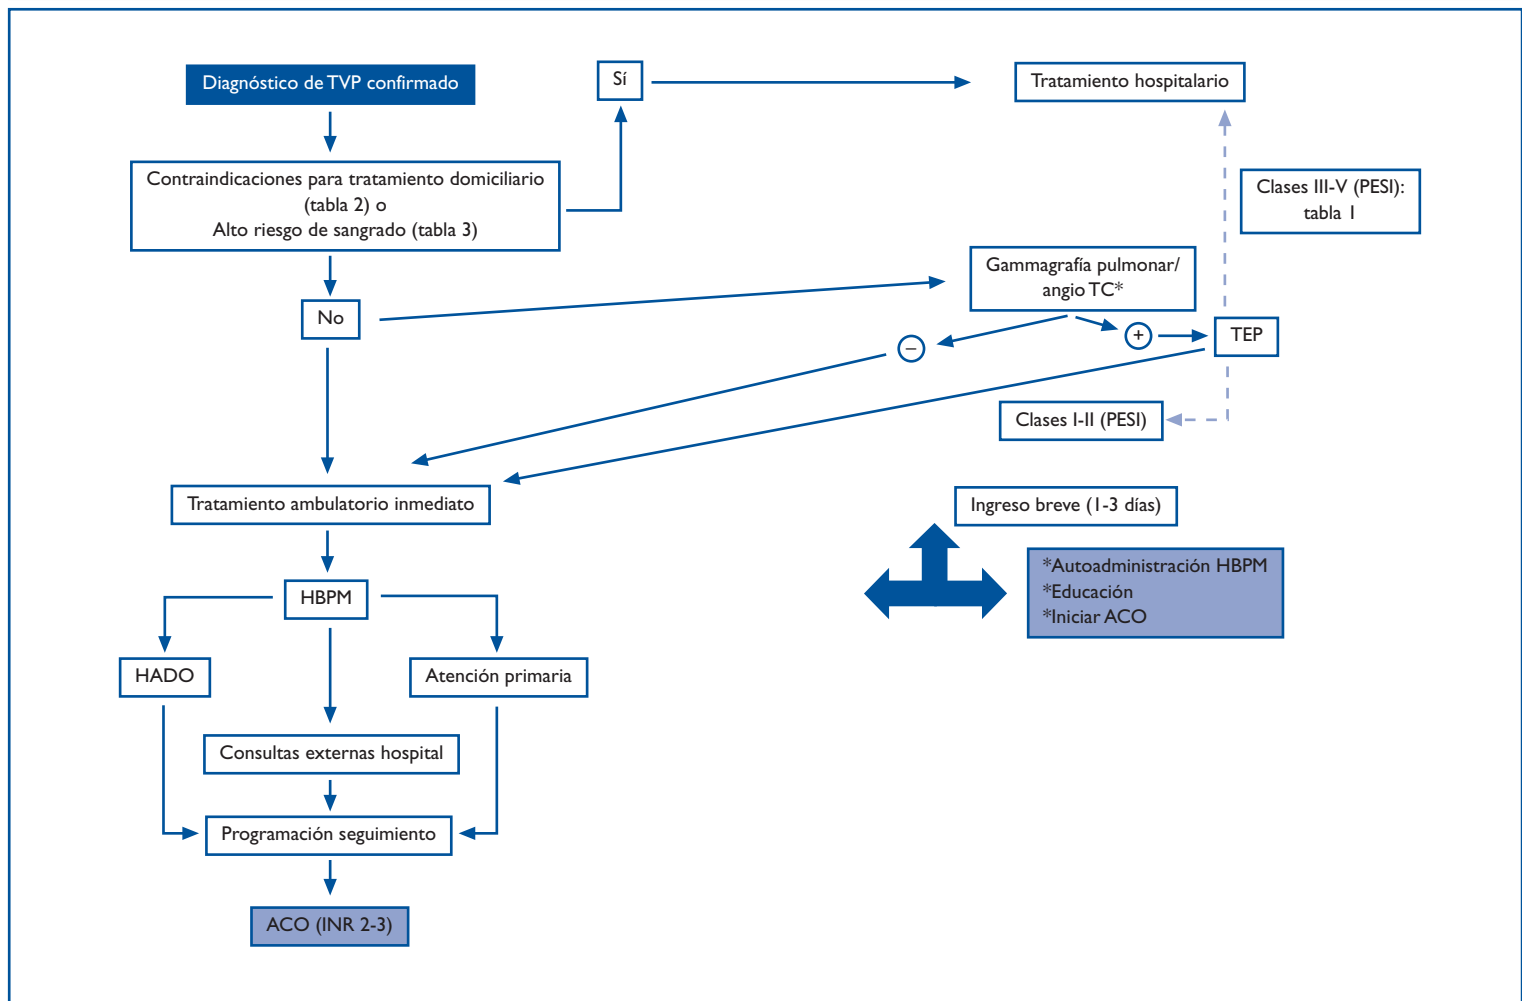 Diagnóstico de TVP confirmado
Sí
Tratamiento hospitalario
Contraindicaciones para tratamiento domiciliario
(tabla 2) o
Alto riesgo de sangrado (tabla 3)
Clases III-V (PESI):
tabla 1
Gammagrafía pulmonar/
angio TC*
No
−
+
TEP
Clases I-II (PESI)
Tratamiento ambulatorio inmediato
Ingreso breve (1-3 días)
*Autoadministración HBPM
*Educación
*Iniciar ACO
HBPM
HADO
Atención primaria
Consultas externas hospital
Programación seguimiento
ACO (INR 2-3)